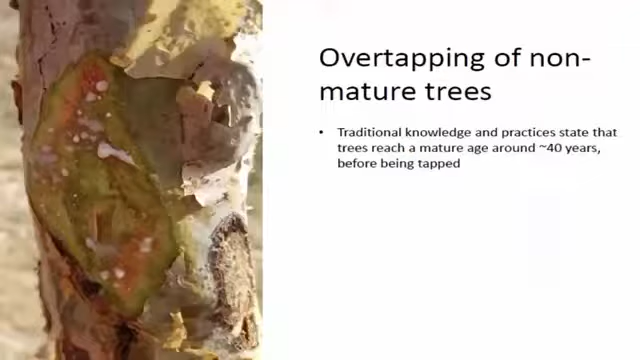 Overtapping of non-
mature trees
• Traditional knowledge and practices state that
trees reach a mature age around ~40 years,
before being tapped